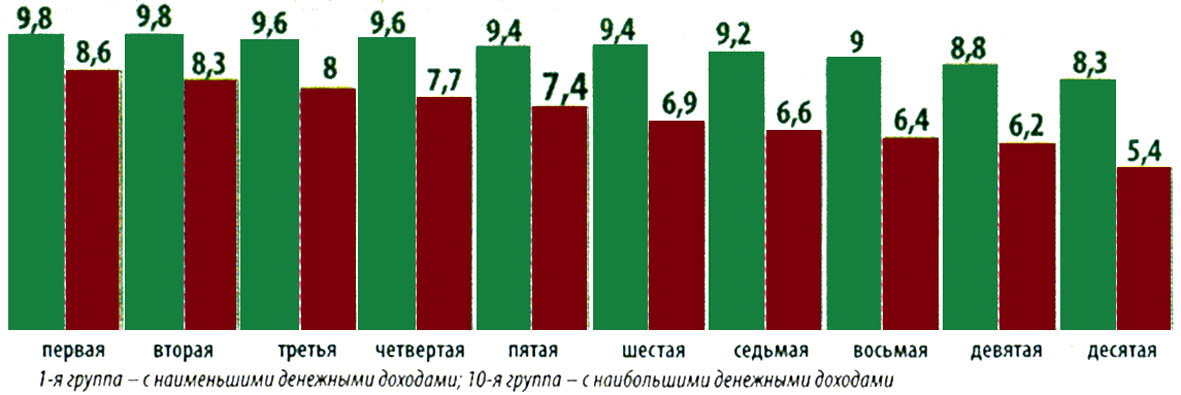 9,8 8,6 9,8 8,3 9,6 8 9,6 7,7 9,4 7,4 9,4 6,9 9,2 6,6 9 6,4 8,8 6,2 8,3 5,4
первая вторая третья четвертая пятая шестая седьмая восьмая девятая десятая
1-я группа – с наименьшими денежными доходами; 10-я группа – с наибольшими денежными доходами